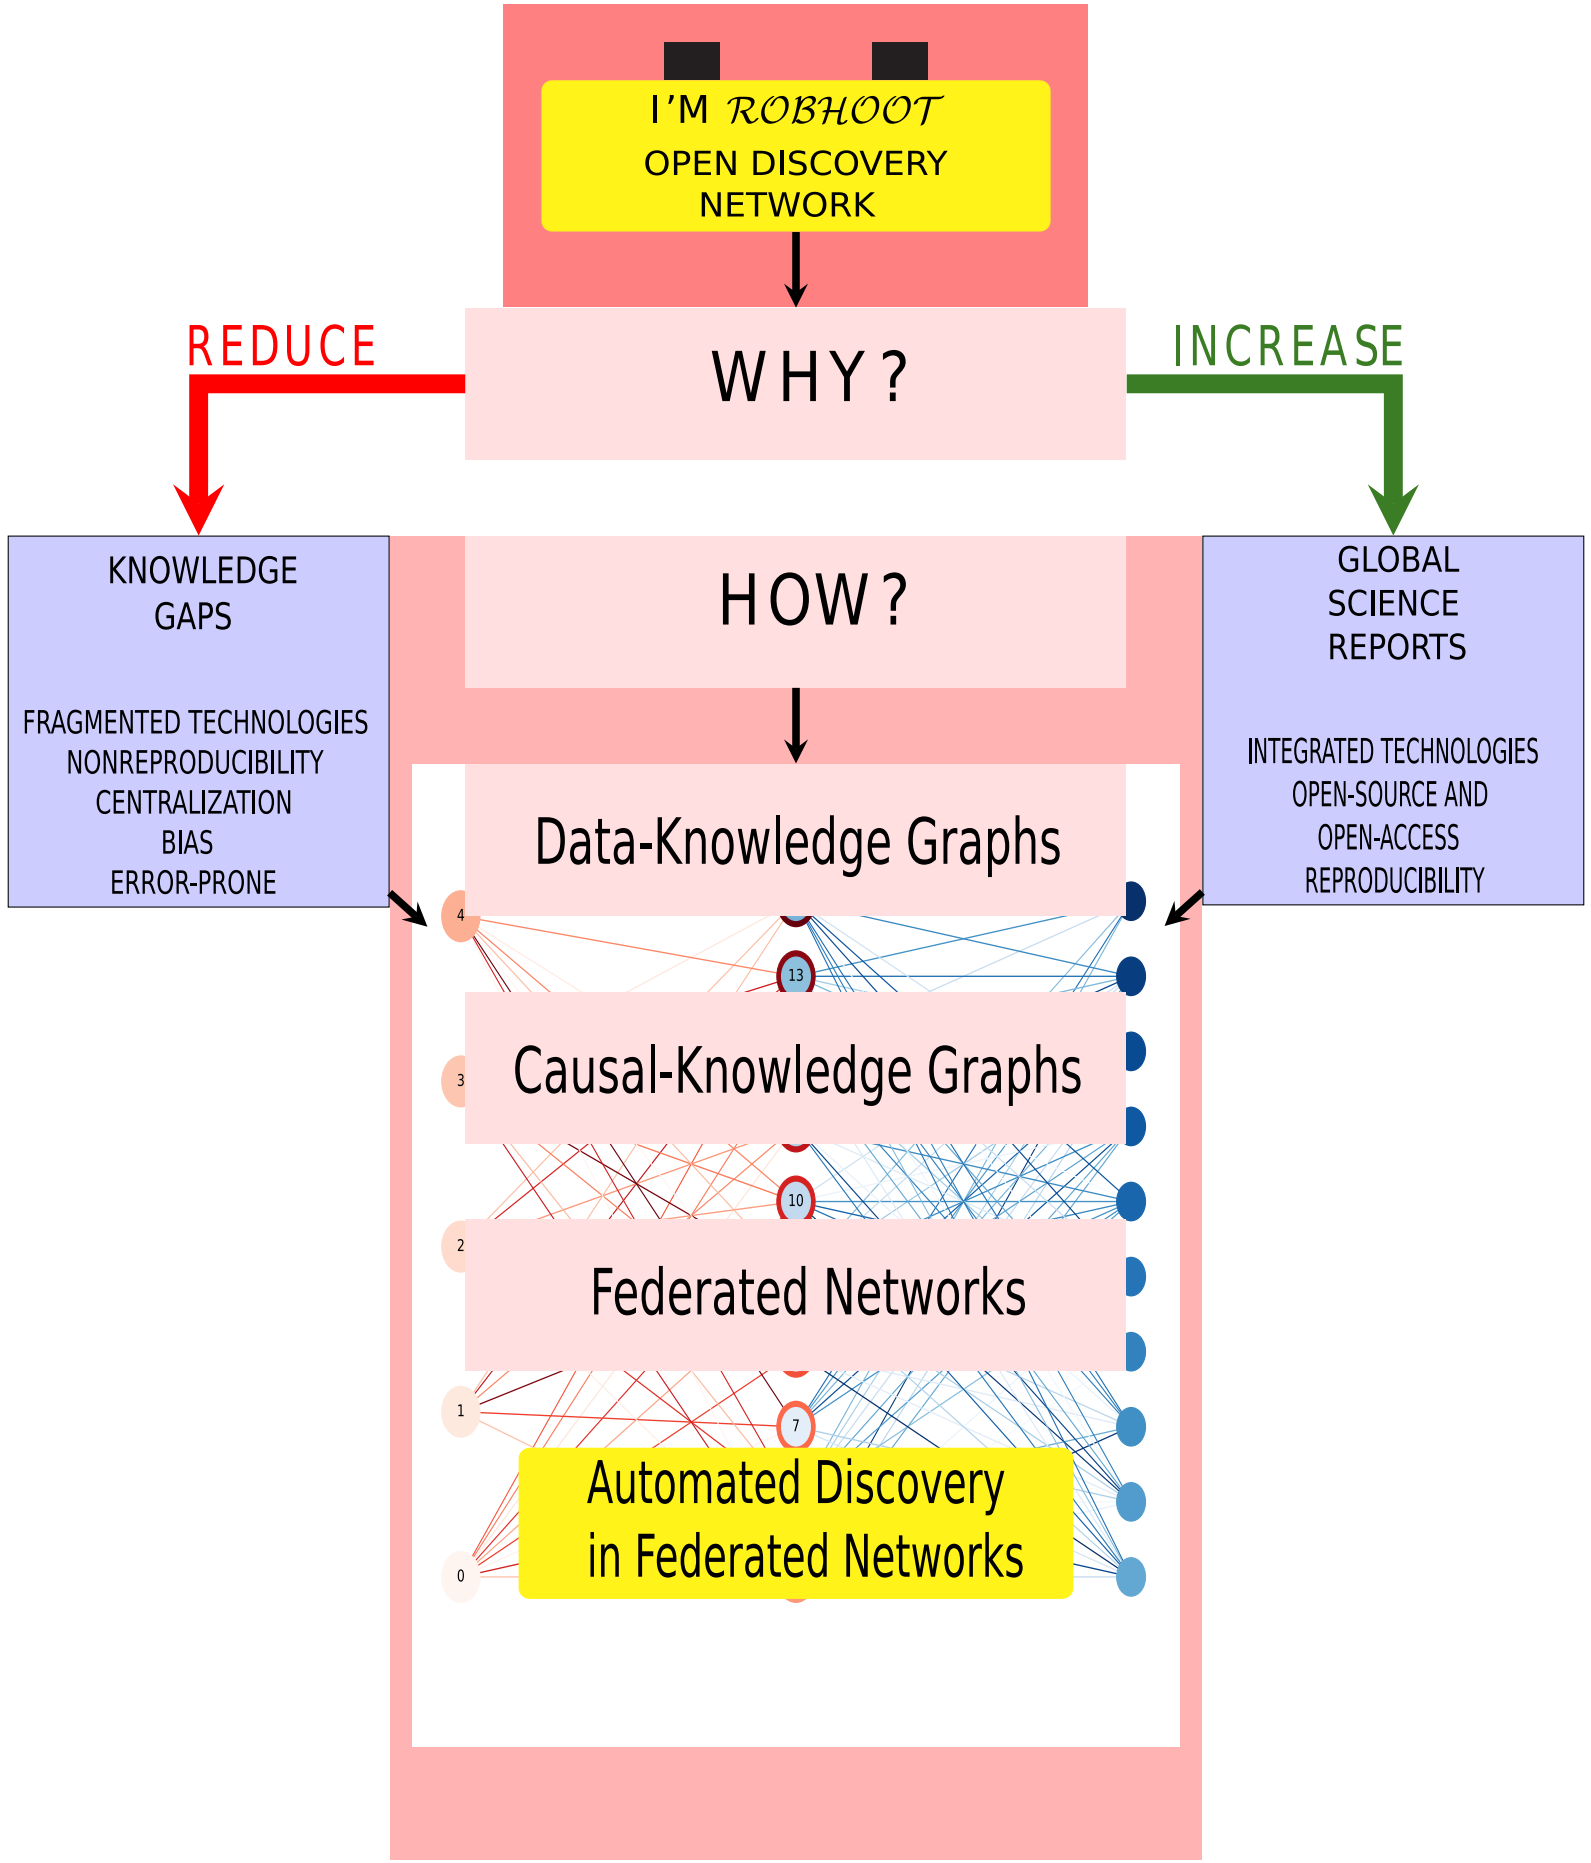 I'M ROBHOOT
OPEN DISCOVERY
NETWORK
REDUCE
WHY?
INCREASE
HOW?
KNOWLEDGE
GAPS
FRAGMENTED TECHNOLOGIES
NONREPRODUCIBILITY
CENTRALIZATION
BIAS
ERROR-PRONE
GLOBAL
SCIENCE
REPORTS
INTEGRATED TECHNOLOGIES
OPEN-SOURCE AND
OPEN-ACCESS
REPRODUCIBILITY
Data-Knowledge Graphs
4
13
Causal-Knowledge Graphs
3
10
2
Federated Networks
1
7
Automated Discovery
in Federated Networks
0